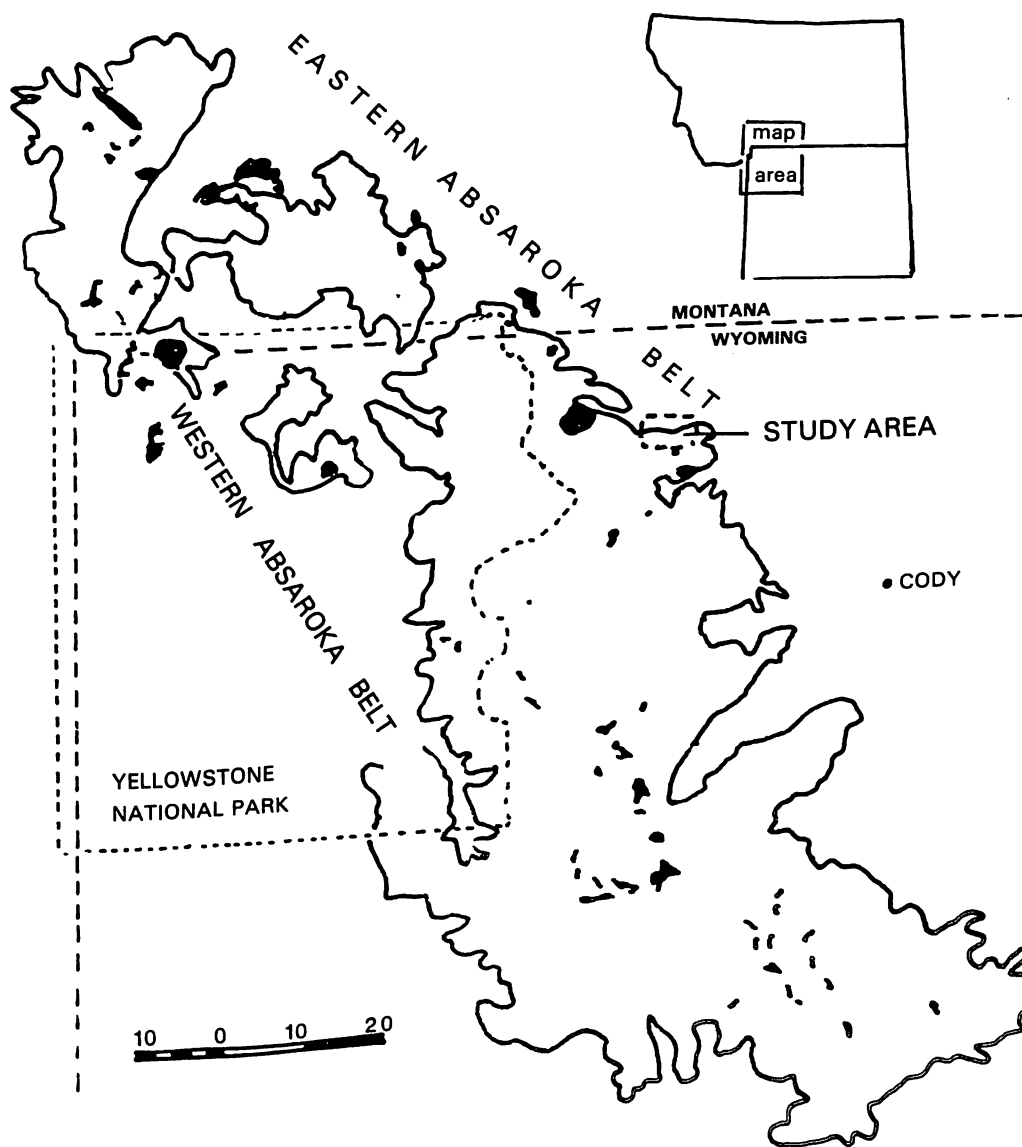 EASTERN ABSAROKA BELT
map
area
MONTANA
WYOMING
STUDY AREA
WESTERN ABSAROKA BELT
CODY
YELLOWSTONE
NATIONAL PARK
10 0 10 20